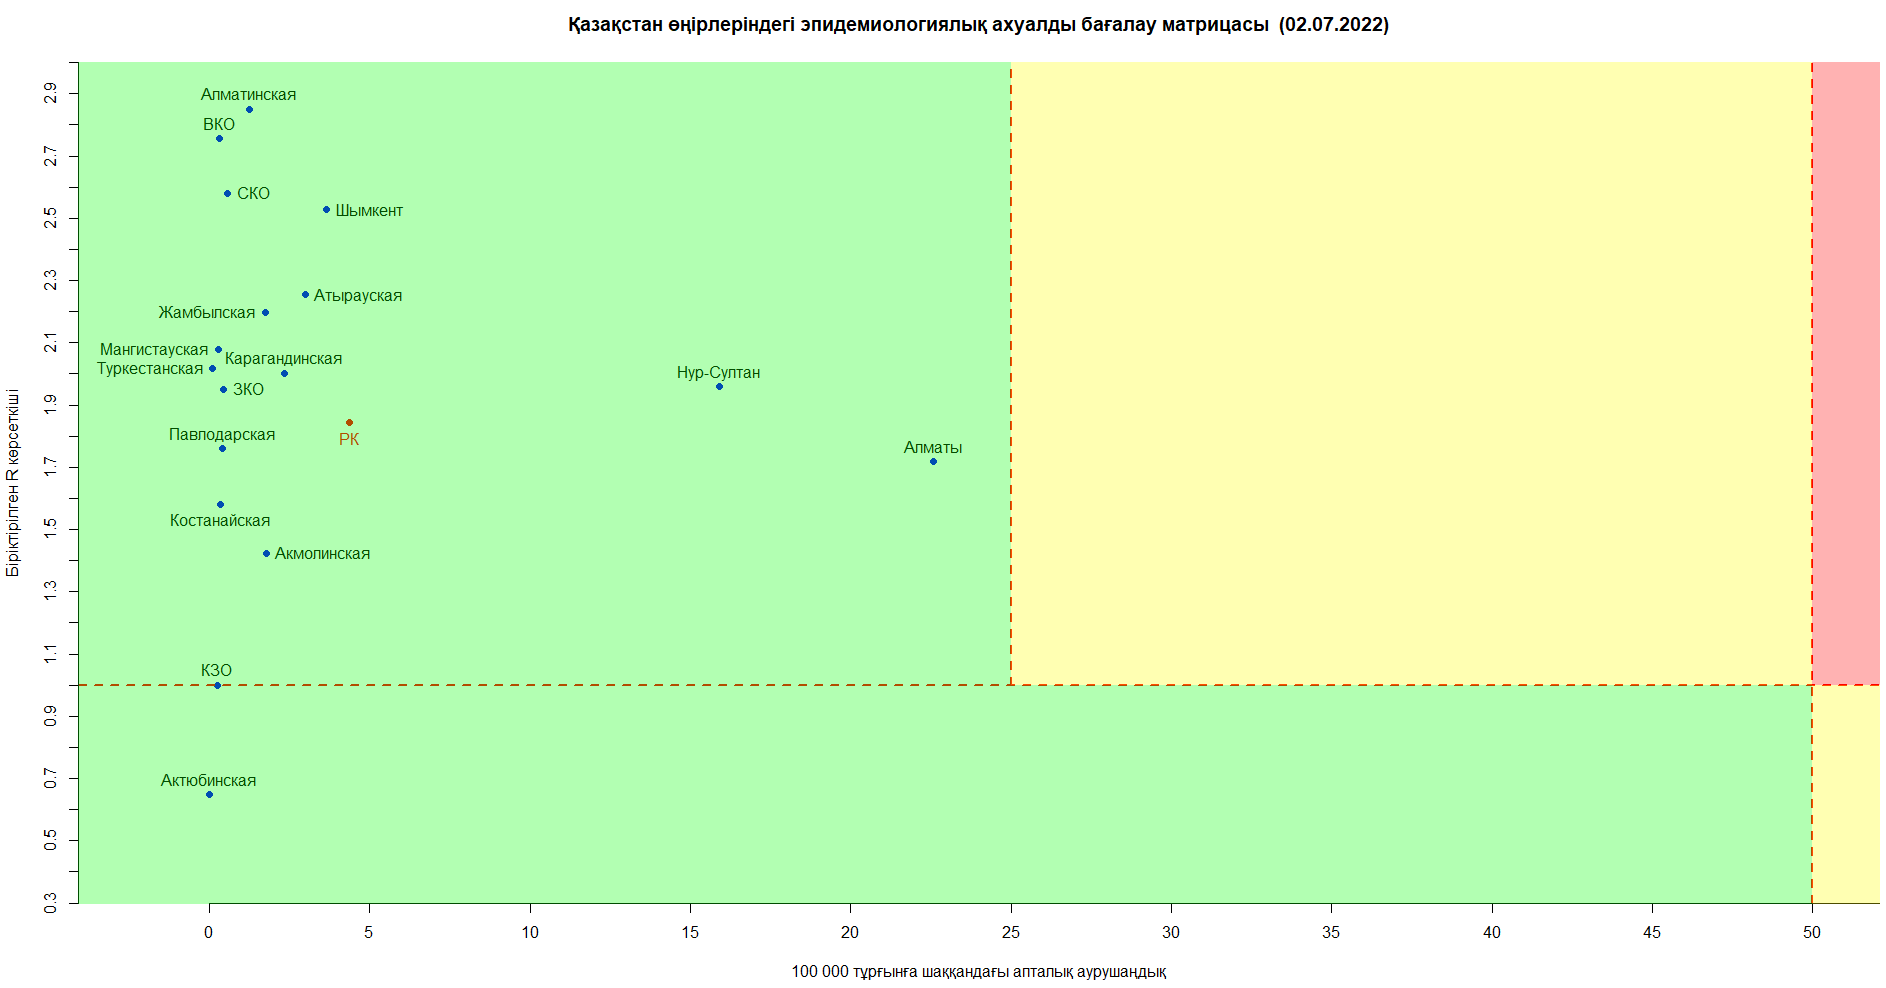 Қазақстан өңірлеріндегі эпидемиологиялық ахуалды бағалау матрицасы (02.07.2022)
Біріктірілген R көрсеткіші
2.9
2.7
2.5
2.3
2.1
1.9
1.7
1.5
1.3
1.1
0.9
0.7
0.5
0.3
Алматинская
ВКО
СКО
Шымкент
Атырауская
Жамбылская
Мангистауская
Карагандинская
Туркестанская
ЗКО
Нур-Султан
РК
Павлодарская
Алматы
Костанайская
Акмолинская
КЗО
Актюбинская
0 5 10 15 20 25 30 35 40 45 50
100 000 тұрғынға шаққандағы апталық аурушаңдық